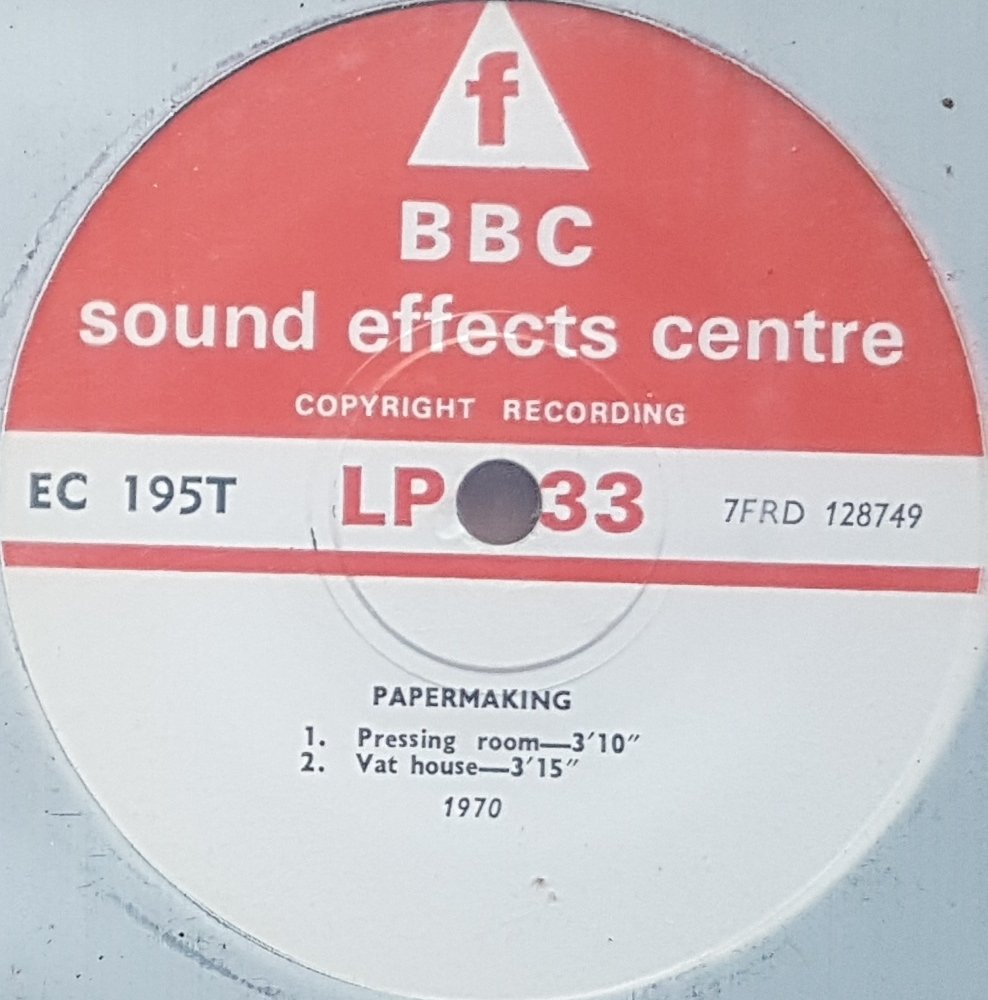 f
BBC
sound effects centre
COPYRIGHT RECORDING
EC 195T LP 33 7FRD 128749
PAPERMAKING
1. Pressing room—3′10″
2. Vat house—3′15″
1970